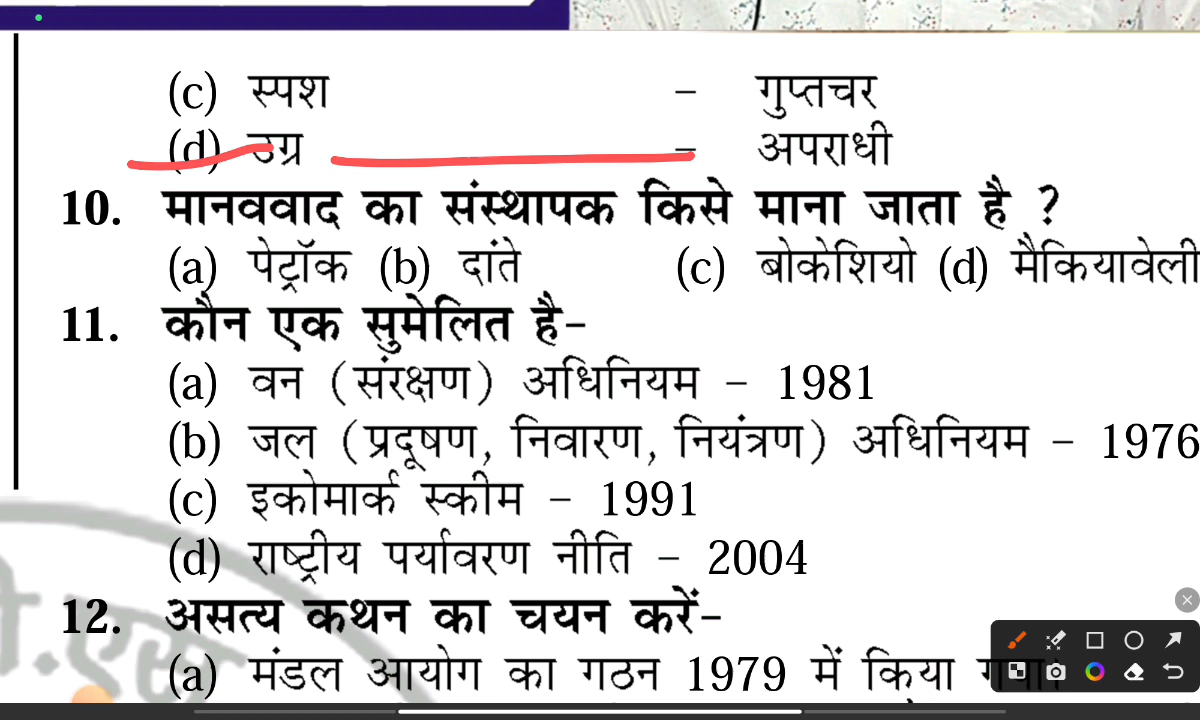 (c) स्पश – गुप्तचर
(d) उग्र – अपराधी
10. मानववाद का संस्थापक किसे माना जाता है ?
(a) पेट्रॉक (b) दांते (c) बोकेशियो (d) मैकियावेली
11. कौन एक सुमेलित है–
(a) वन (संरक्षण) अधिनियम – 1981
(b) जल (प्रदूषण, निवारण, नियंत्रण) अधिनियम – 1976
(c) इकोमार्क स्कीम – 1991
(d) राष्ट्रीय पर्यावरण नीति – 2004
12. असत्य कथन का चयन करें–
(a) मंडल आयोग का गठन 1979 में किया